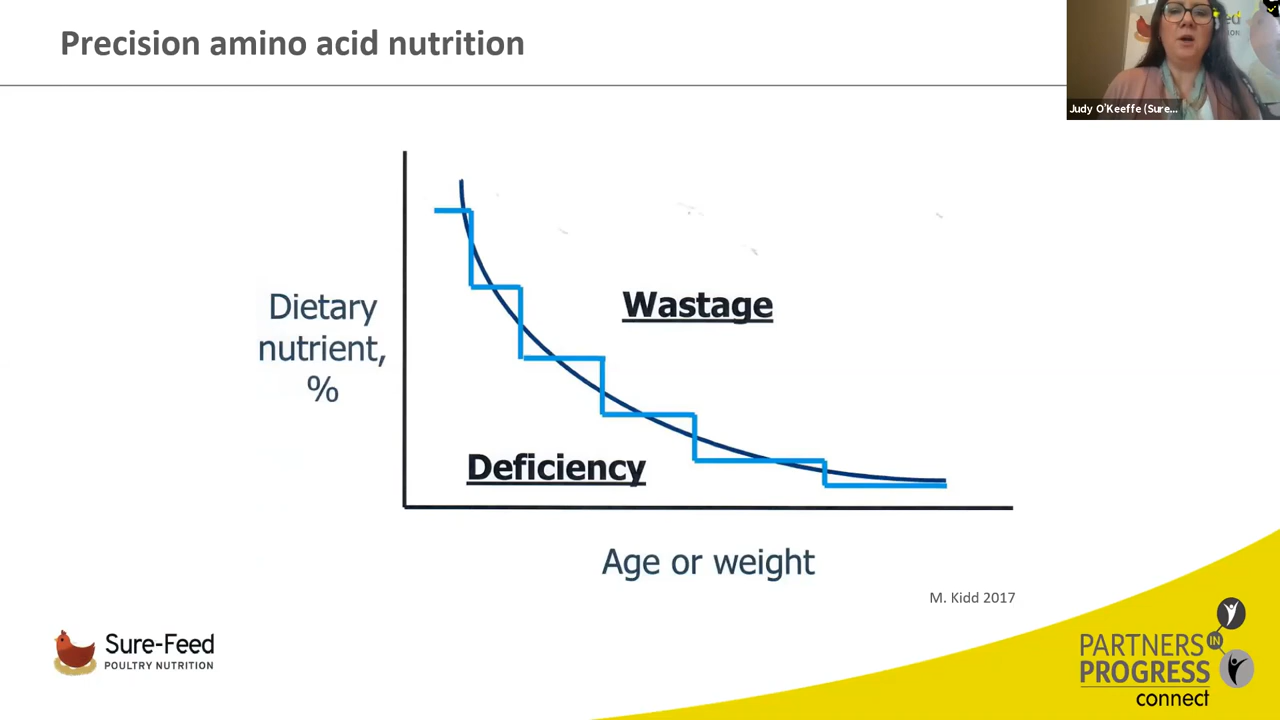 Precision amino acid nutrition
Judy O'Keeffe (Sure...
Wastage
Dietary
nutrient,
%
Deficiency
Age or weight
M. Kidd 2017
Sure-Feed
POULTRY NUTRITION
PARTNERS IN
PROGRESS
connect